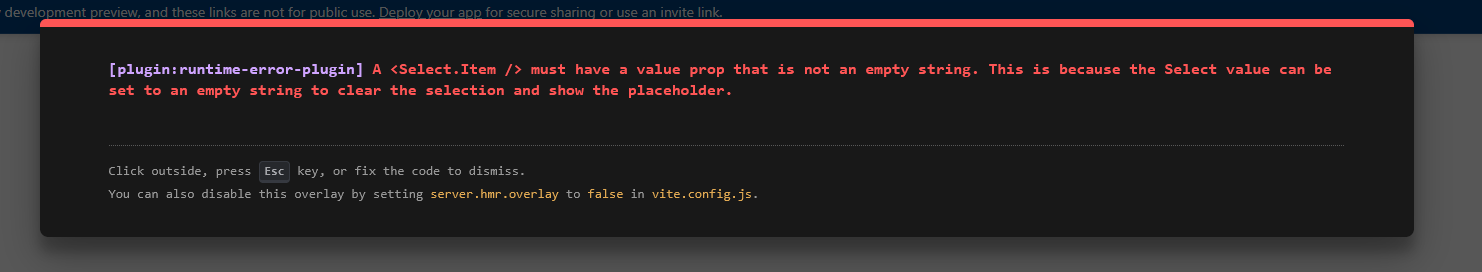 development preview, and these links are not for public use. Deploy your app for secure sharing or use an invite link.
[plugin:runtime-error-plugin] A <Select.Item /> must have a value prop that is not an empty string. This is because the Select value can be
set to an empty string to clear the selection and show the placeholder.
Click outside, press Esc key, or fix the code to dismiss.
You can also disable this overlay by setting server.hmr.overlay to false in vite.config.js.